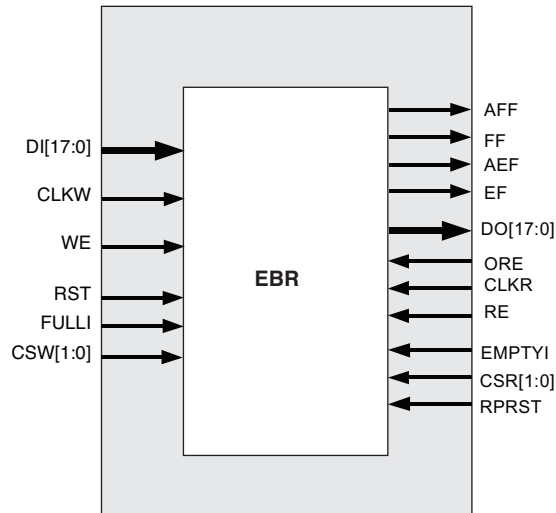 DI[17:0]
CLKW
WE
RST
FULLI
CSW[1:0]
EBR
AFF
FF
AEF
EF
DO[17:0]
ORE
CLKR
RE
EMPTYI
CSR[1:0]
RPRST